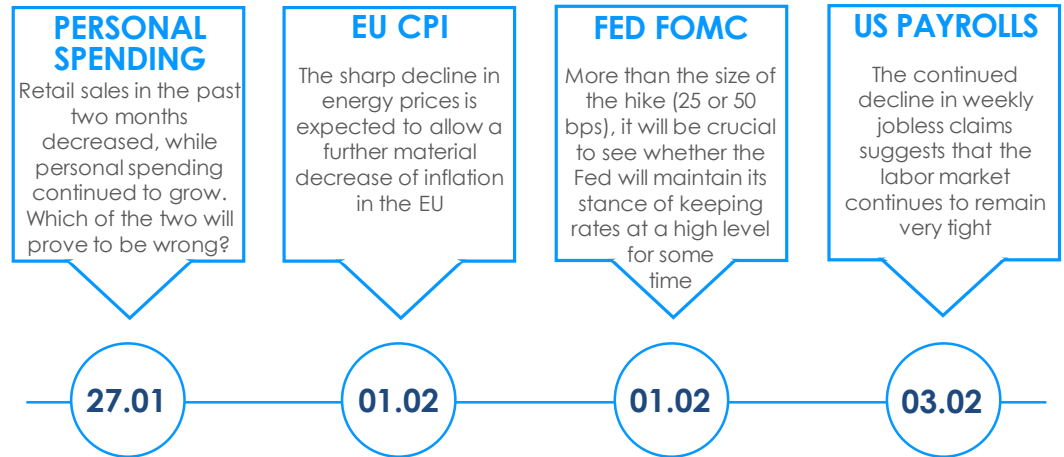 PERSONAL
SPENDING
Retail sales in the past
two months
decreased, while
personal spending
continued to grow.
Which of the two will
prove to be wrong?
27.01
EU CPI
The sharp decline in
energy prices is
expected to allow a
further material
decrease of inflation
in the EU
01.02
FED FOMC
More than the size of
the hike (25 or 50
bps), it will be crucial
to see whether the
Fed will maintain its
stance of keeping
rates at a high level
for some
time
01.02
US PAYROLLS
The continued
decline in weekly
jobless claims
suggests that the
labor market
continues to remain
very tight
03.02